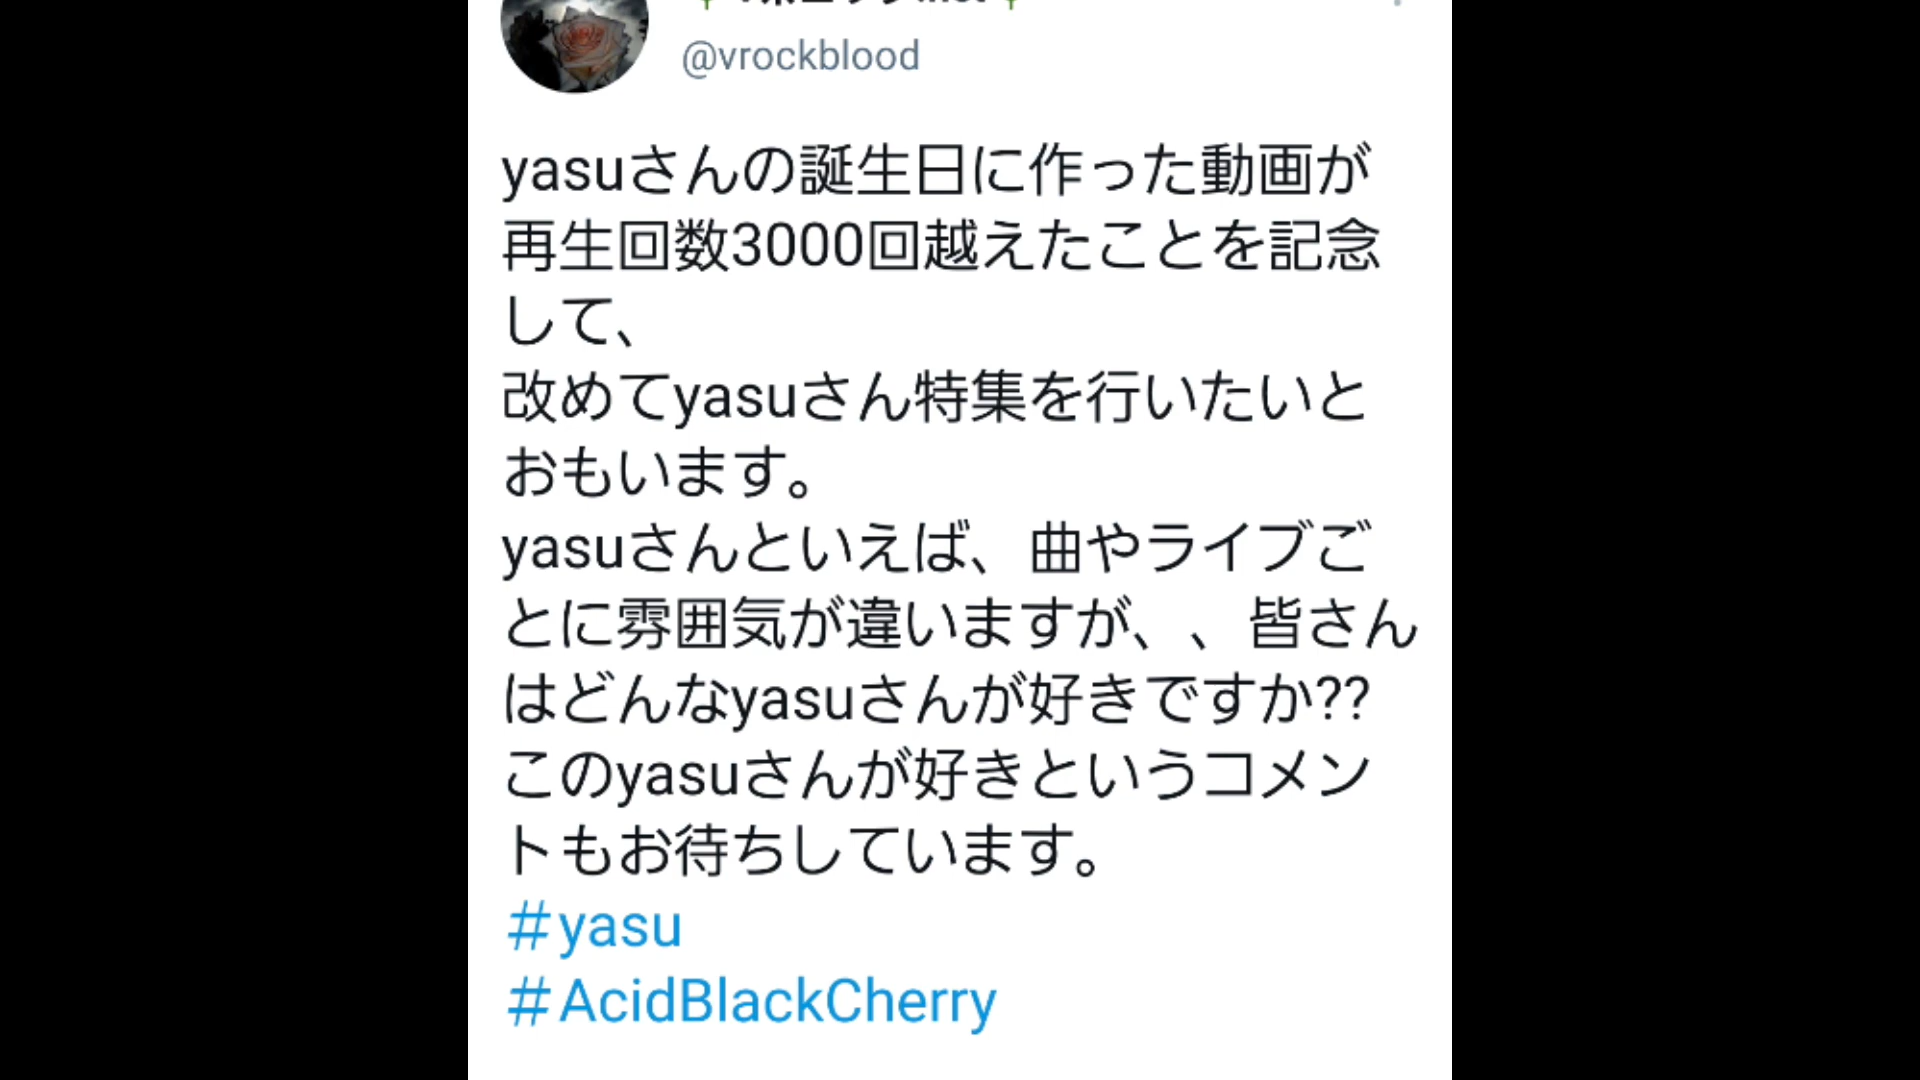 @vrockblood
yasuさんの誕生日に作った動画が
再生回数3000回越えたことを記念
して、
改めてyasuさん特集を行いたいと
おもいます。
yasuさんといえば、曲やライブご
とに雰囲気が違いますが、、皆さん
はどんなyasuさんが好きですか??
このyasuさんが好きというコメン
トもお待ちしています。
#yasu
#AcidBlackCherry